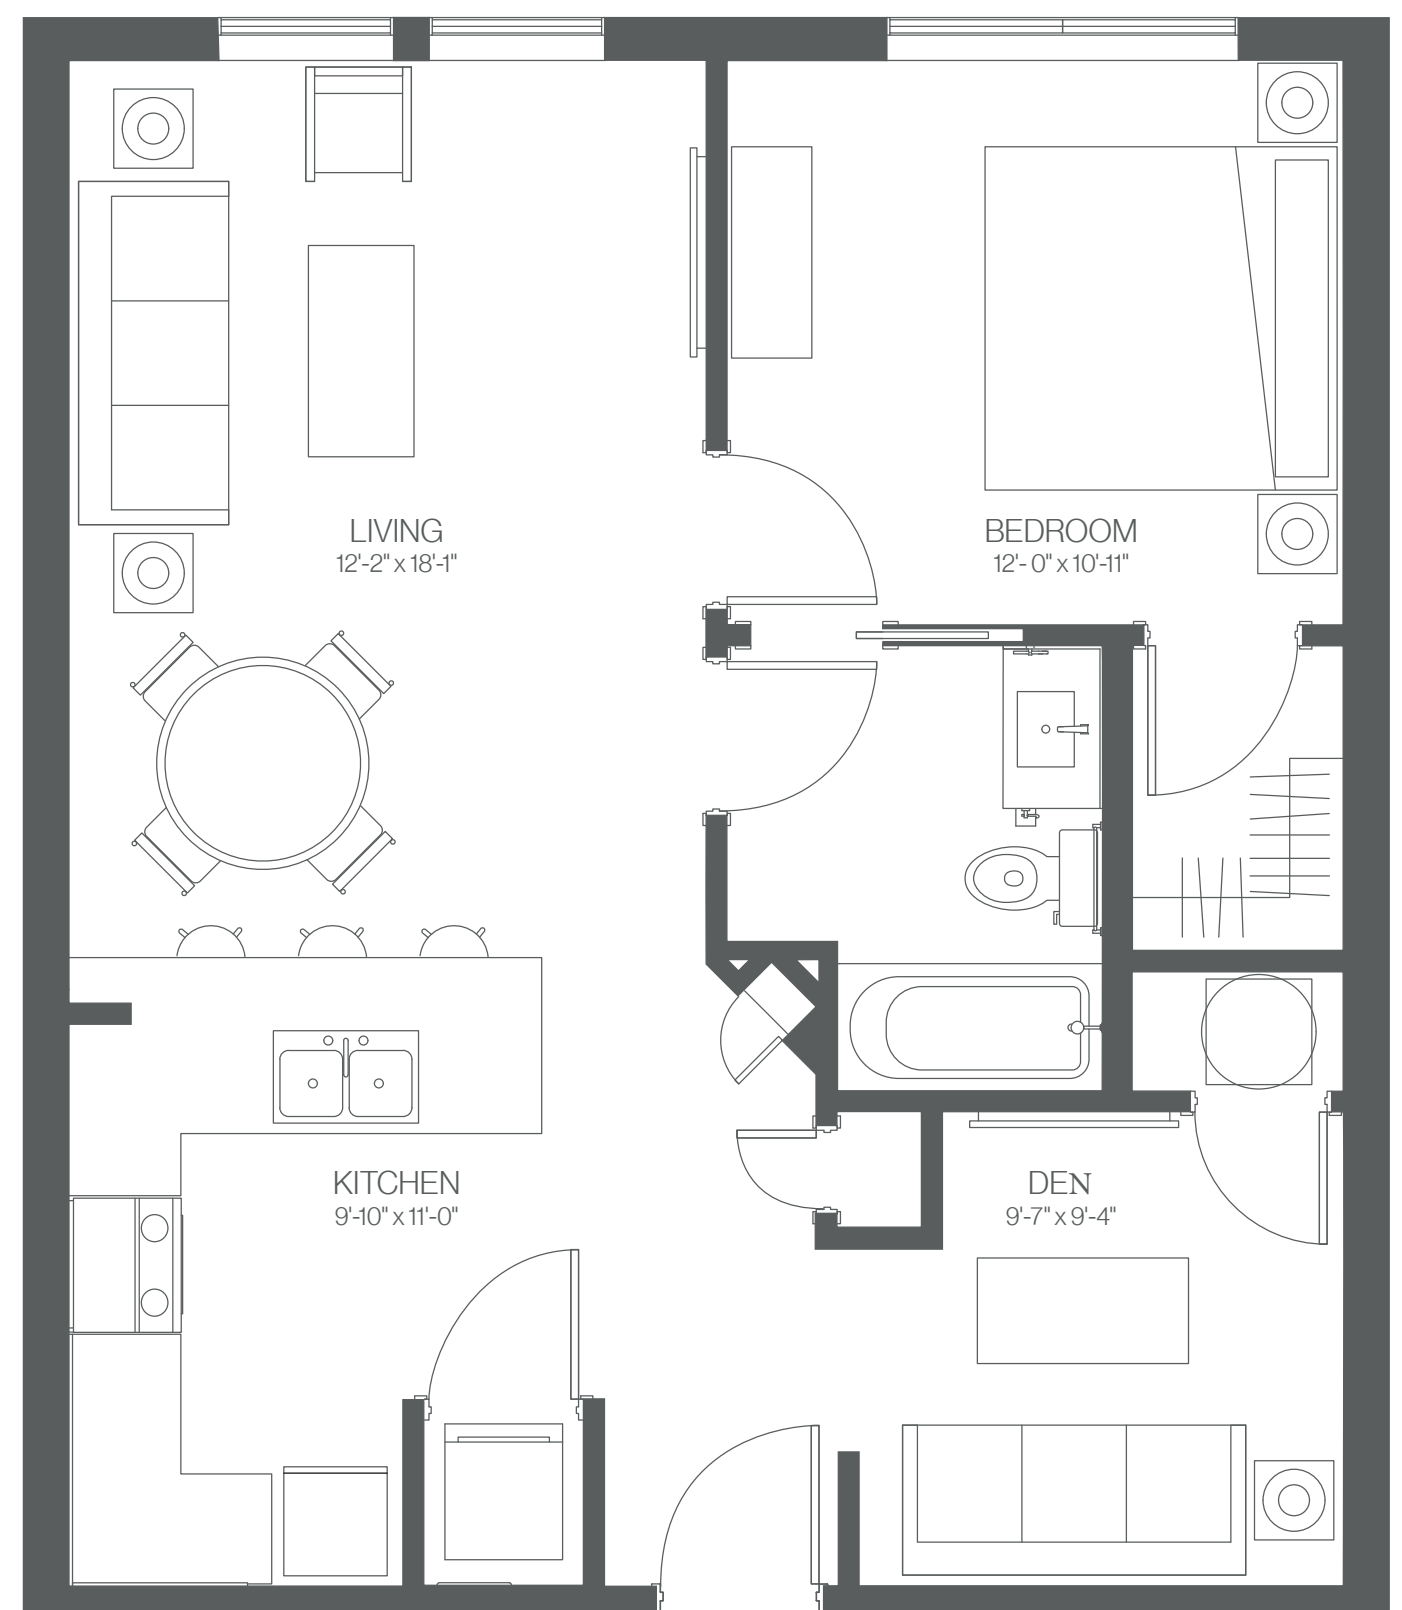 LIVING
12'-2" x 18'-1"
BEDROOM
12'- 0" x 10'-11"
KITCHEN
9'-10" x 11'-0"
DEN
9'-7" x 9'-4"